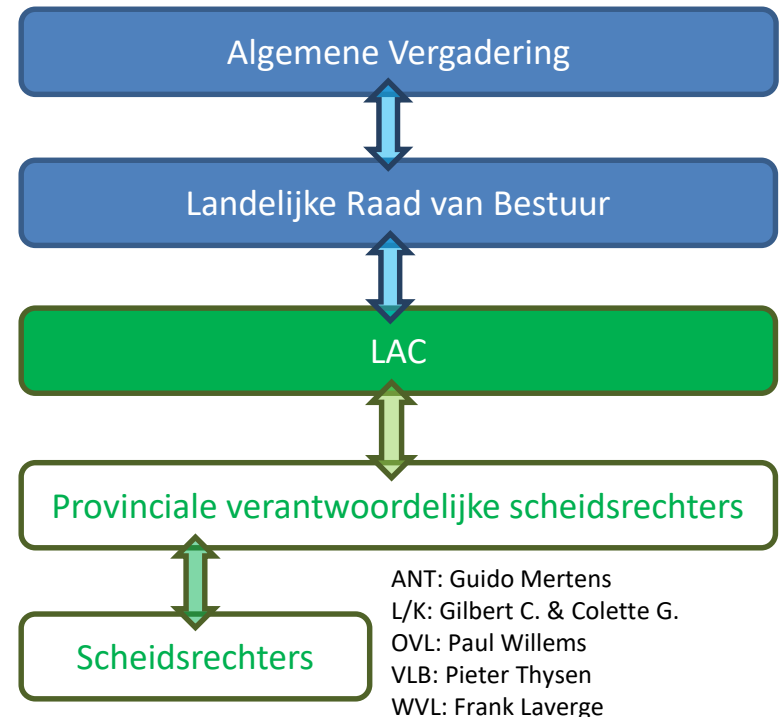 Algemene Vergadering
Landelijke Raad van Bestuur
LAC
Provinciale verantwoordelijke scheidsrechters
Scheidsrechters
ANT: Guido Mertens
L/K: Gilbert C. & Colette G.
OVL: Paul Willems
VLB: Pieter Thysen
WVL: Frank Laverge